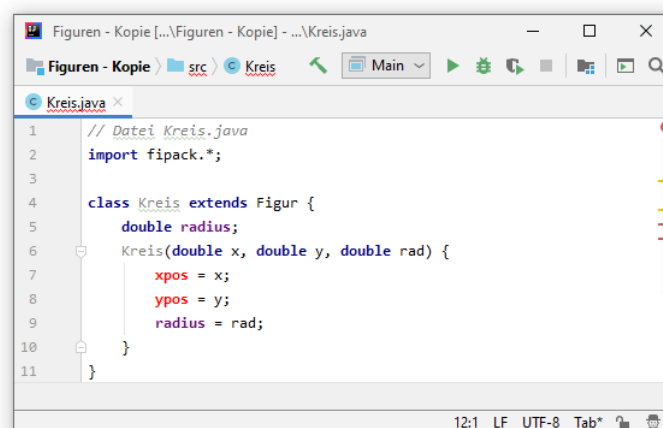 Figuren - Kopie [...\Figuren - Kopie] - ...\Kreis.java
Figuren - Kopie src Kreis Main
Kreis.java
1 // Datei Kreis.java
2 import fipack.*;
3
4 class Kreis extends Figur {
5 double radius;
6 Kreis(double x, double y, double rad) {
7 xpos = x;
8 ypos = y;
9 radius = rad;
10 }
11 }
12:1 LF UTF-8 Tab*